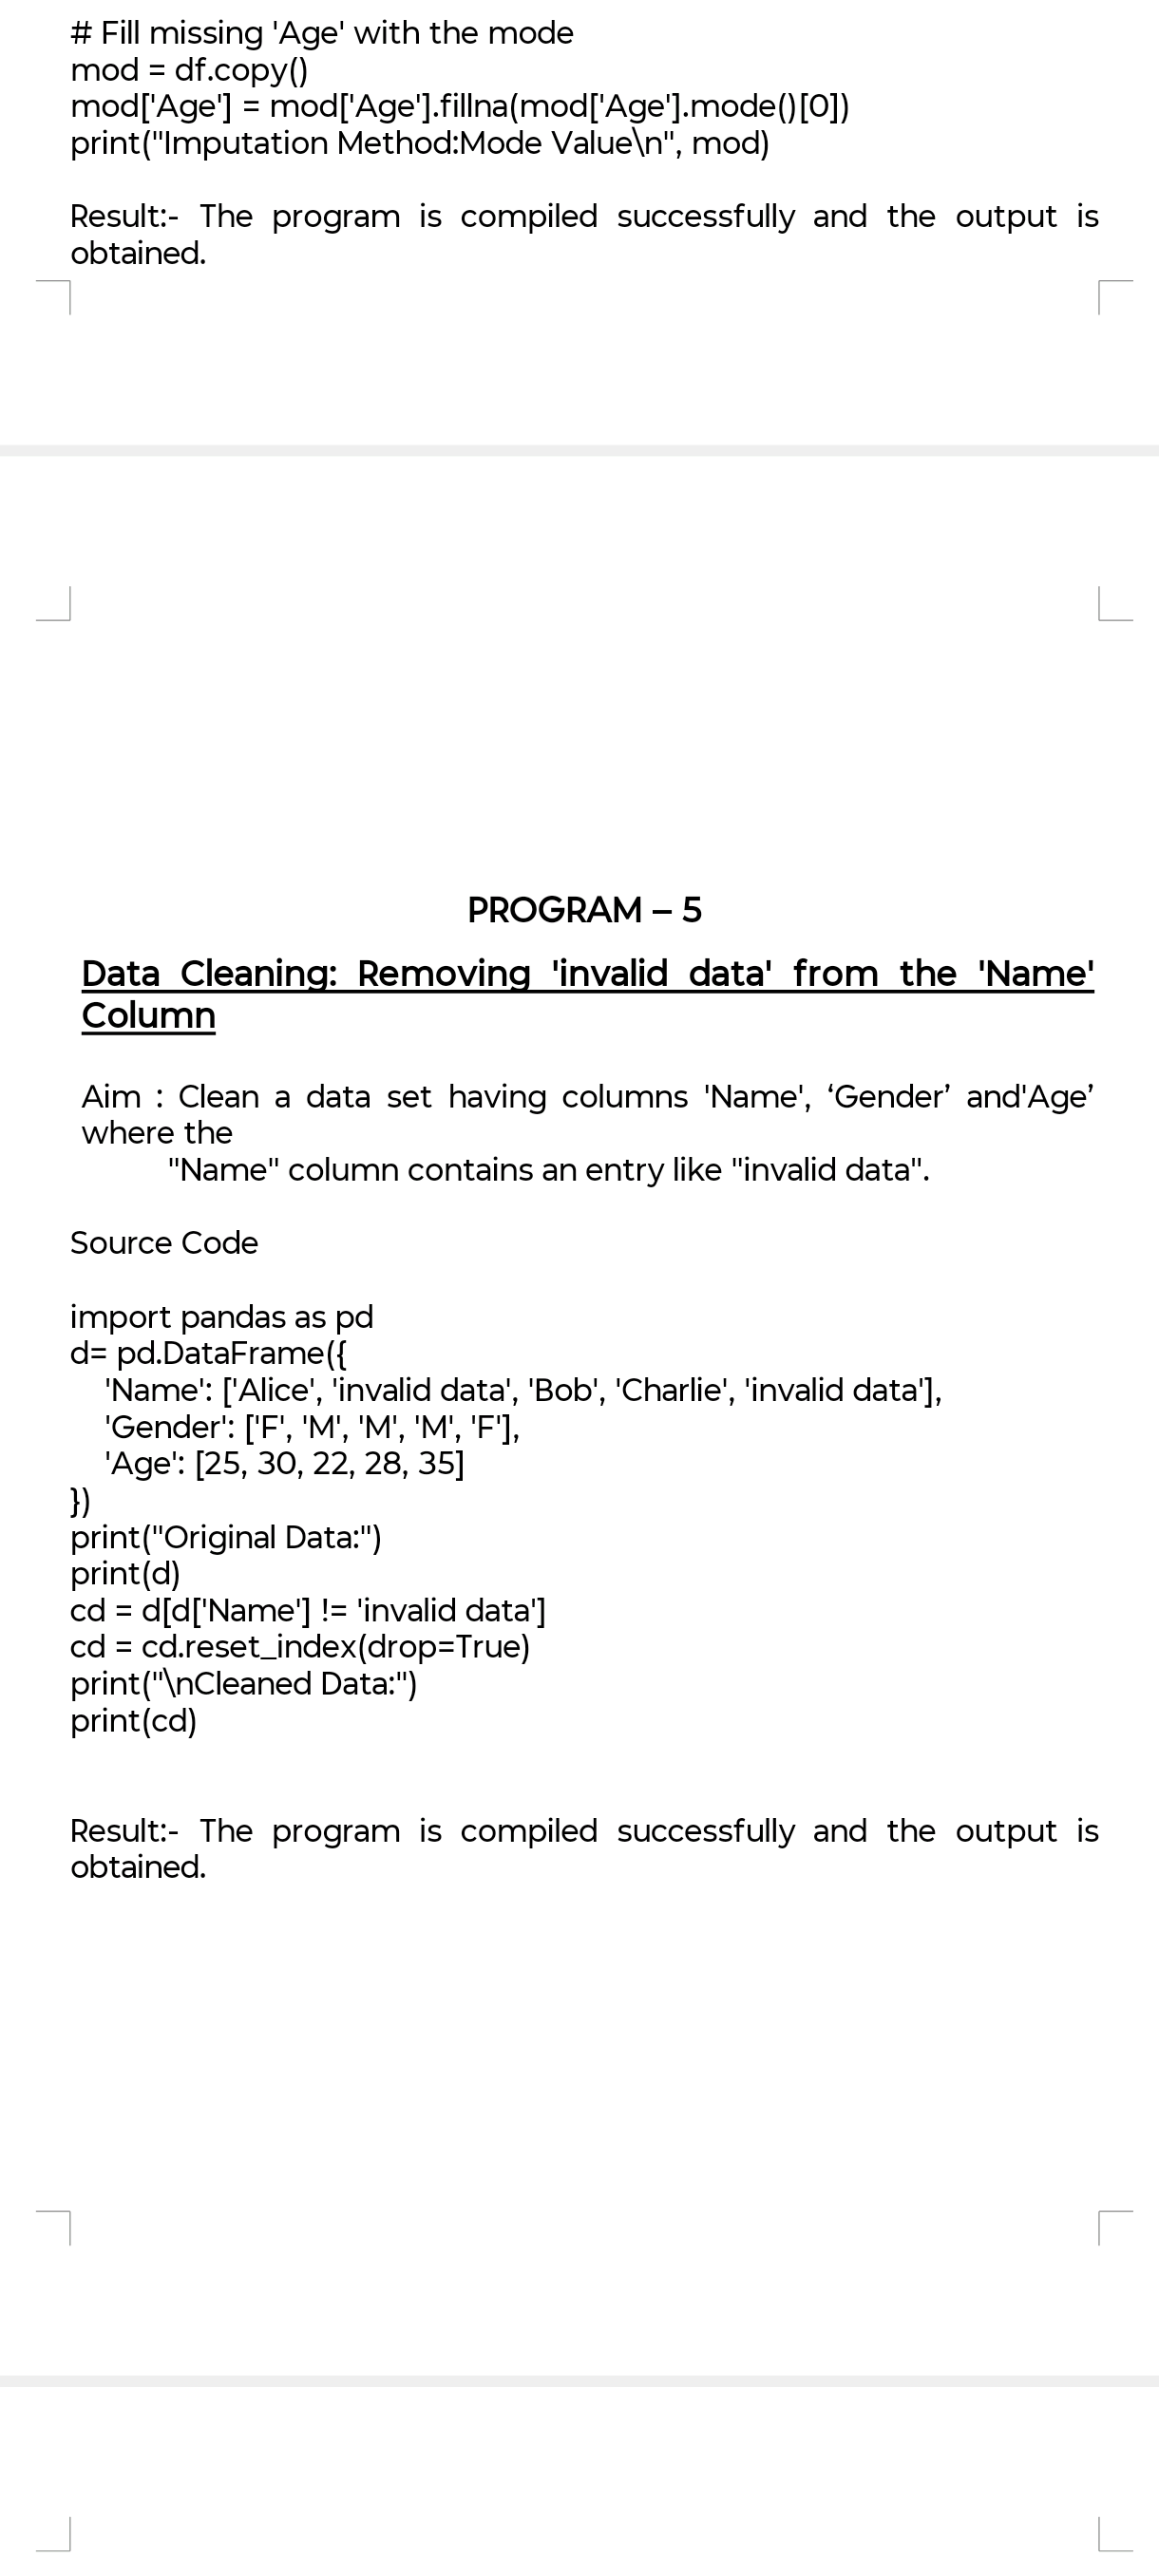 # Fill missing 'Age' with the mode
mod = df.copy()
mod['Age'] = mod['Age'].fillna(mod['Age'].mode()[0])
print("Imputation Method:Mode Value\n", mod)
Result:- The program is compiled successfully and the output is
obtained.
PROGRAM – 5
Data Cleaning: Removing 'invalid data' from the 'Name'
Column
Aim : Clean a data set having columns 'Name', ‘Gender’ and'Age’
where the
"Name" column contains an entry like "invalid data".
Source Code
import pandas as pd
d= pd.DataFrame({
'Name': ['Alice', 'invalid data', 'Bob', 'Charlie', 'invalid data'],
'Gender': ['F', 'M', 'M', 'M', 'F'],
'Age': [25, 30, 22, 28, 35]
})
print("Original Data:")
print(d)
cd = d[d['Name'] != 'invalid data']
cd = cd.reset_index(drop=True)
print("\nCleaned Data:")
print(cd)
Result:- The program is compiled successfully and the output is
obtained.